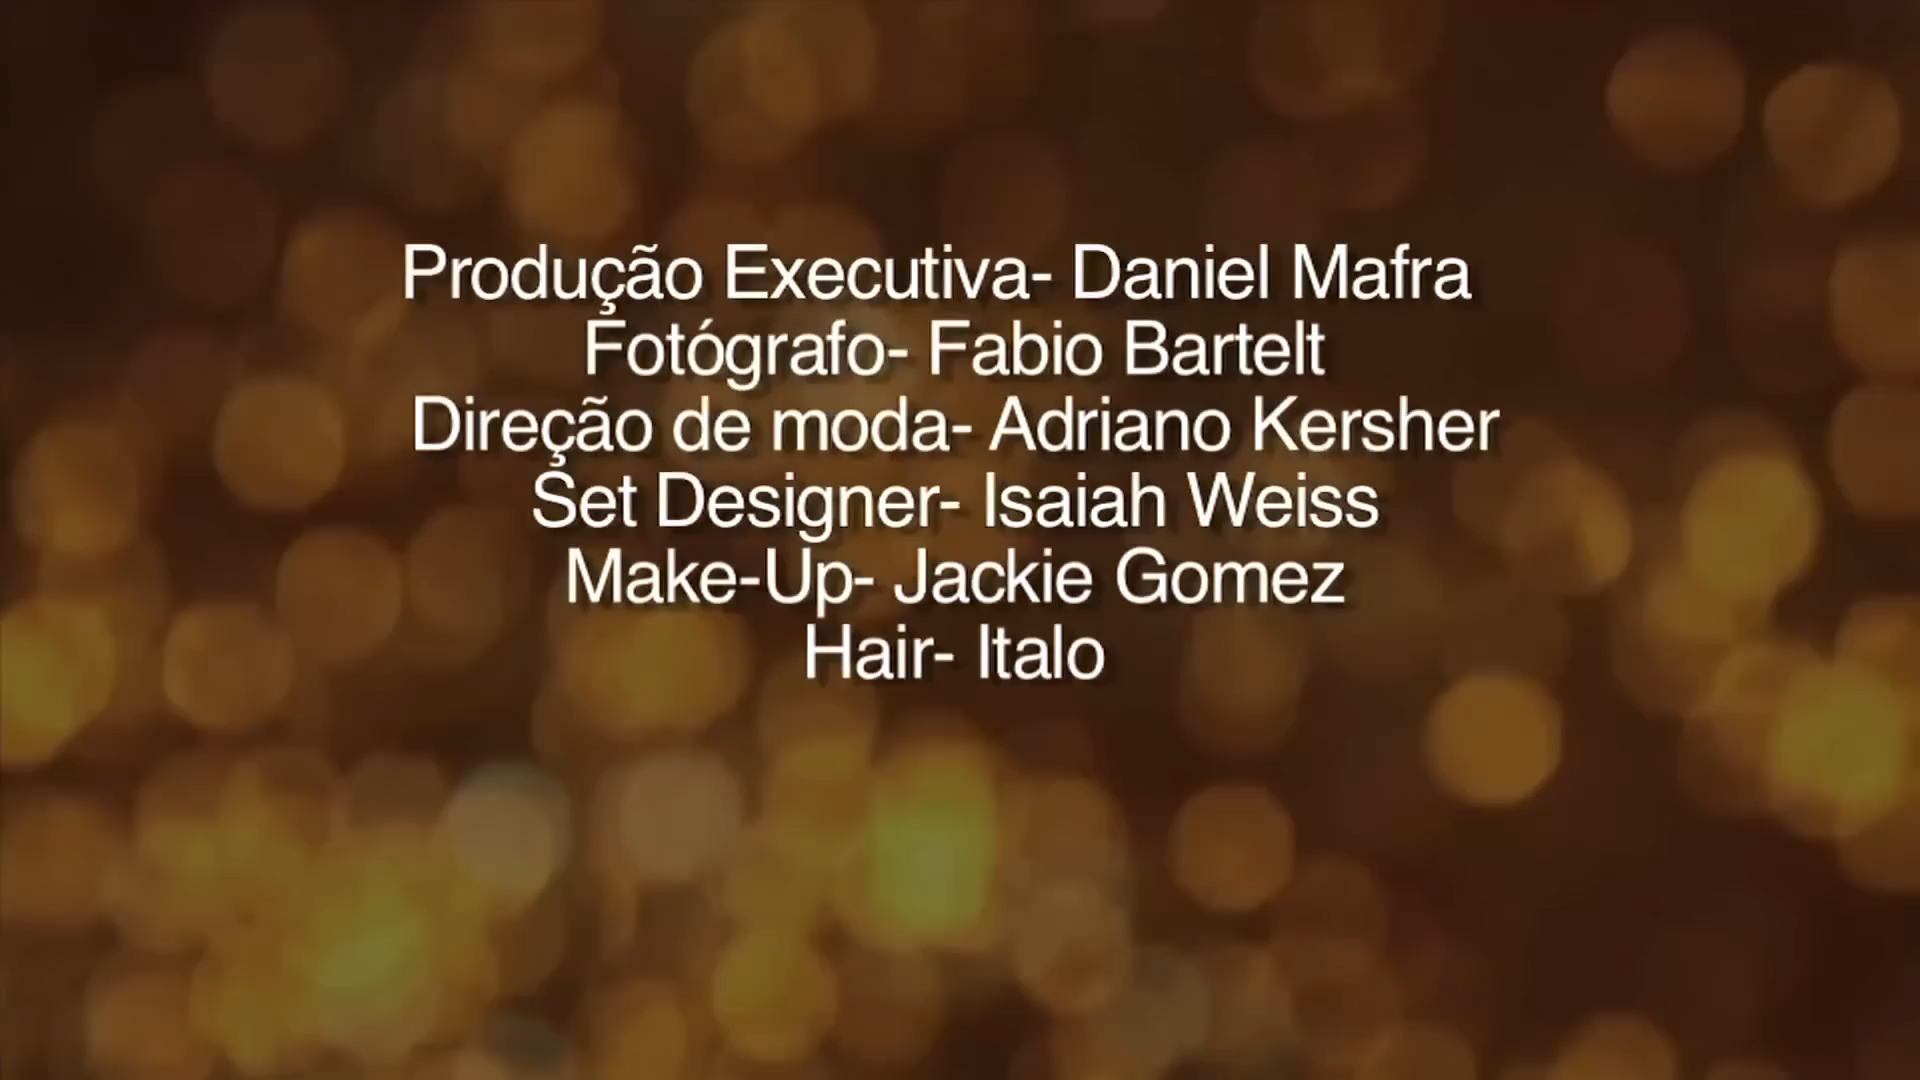 Produção Executiva- Daniel Mafra
Fotógrafo- Fabio Bartelt
Direção de moda- Adriano Kersher
Set Designer- Isaiah Weiss
Make-Up- Jackie Gomez
Hair- Italo